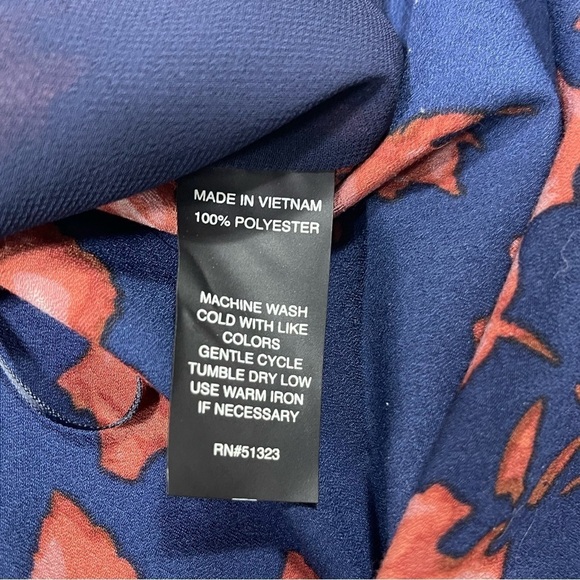 MADE IN VIETNAM
100% POLYESTER
MACHINE WASH
COLD WITH LIKE
COLORS
GENTLE CYCLE
TUMBLE DRY LOW
USE WARM IRON
IF NECESSARY
RN#51323